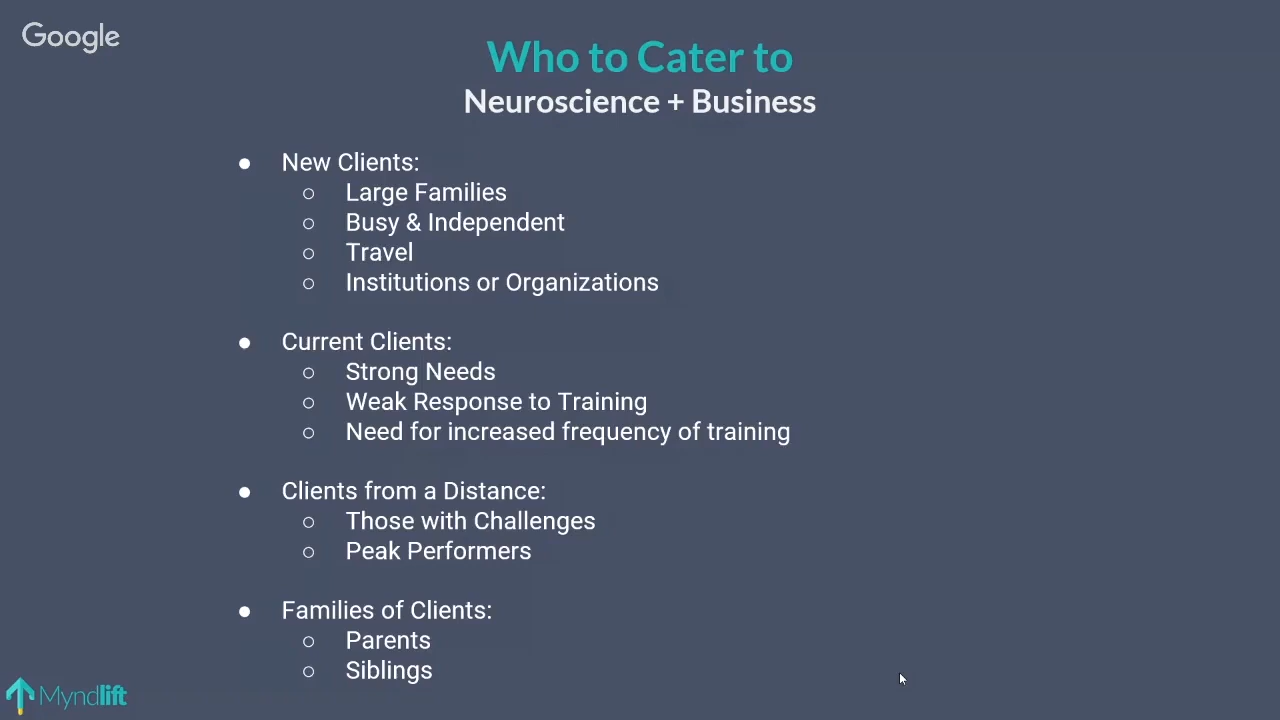 Google
Who to Cater to
Neuroscience + Business
● New Clients:
○ Large Families
○ Busy & Independent
○ Travel
○ Institutions or Organizations
● Current Clients:
○ Strong Needs
○ Weak Response to Training
○ Need for increased frequency of training
● Clients from a Distance:
○ Those with Challenges
○ Peak Performers
● Families of Clients:
○ Parents
○ Siblings
Myndlift